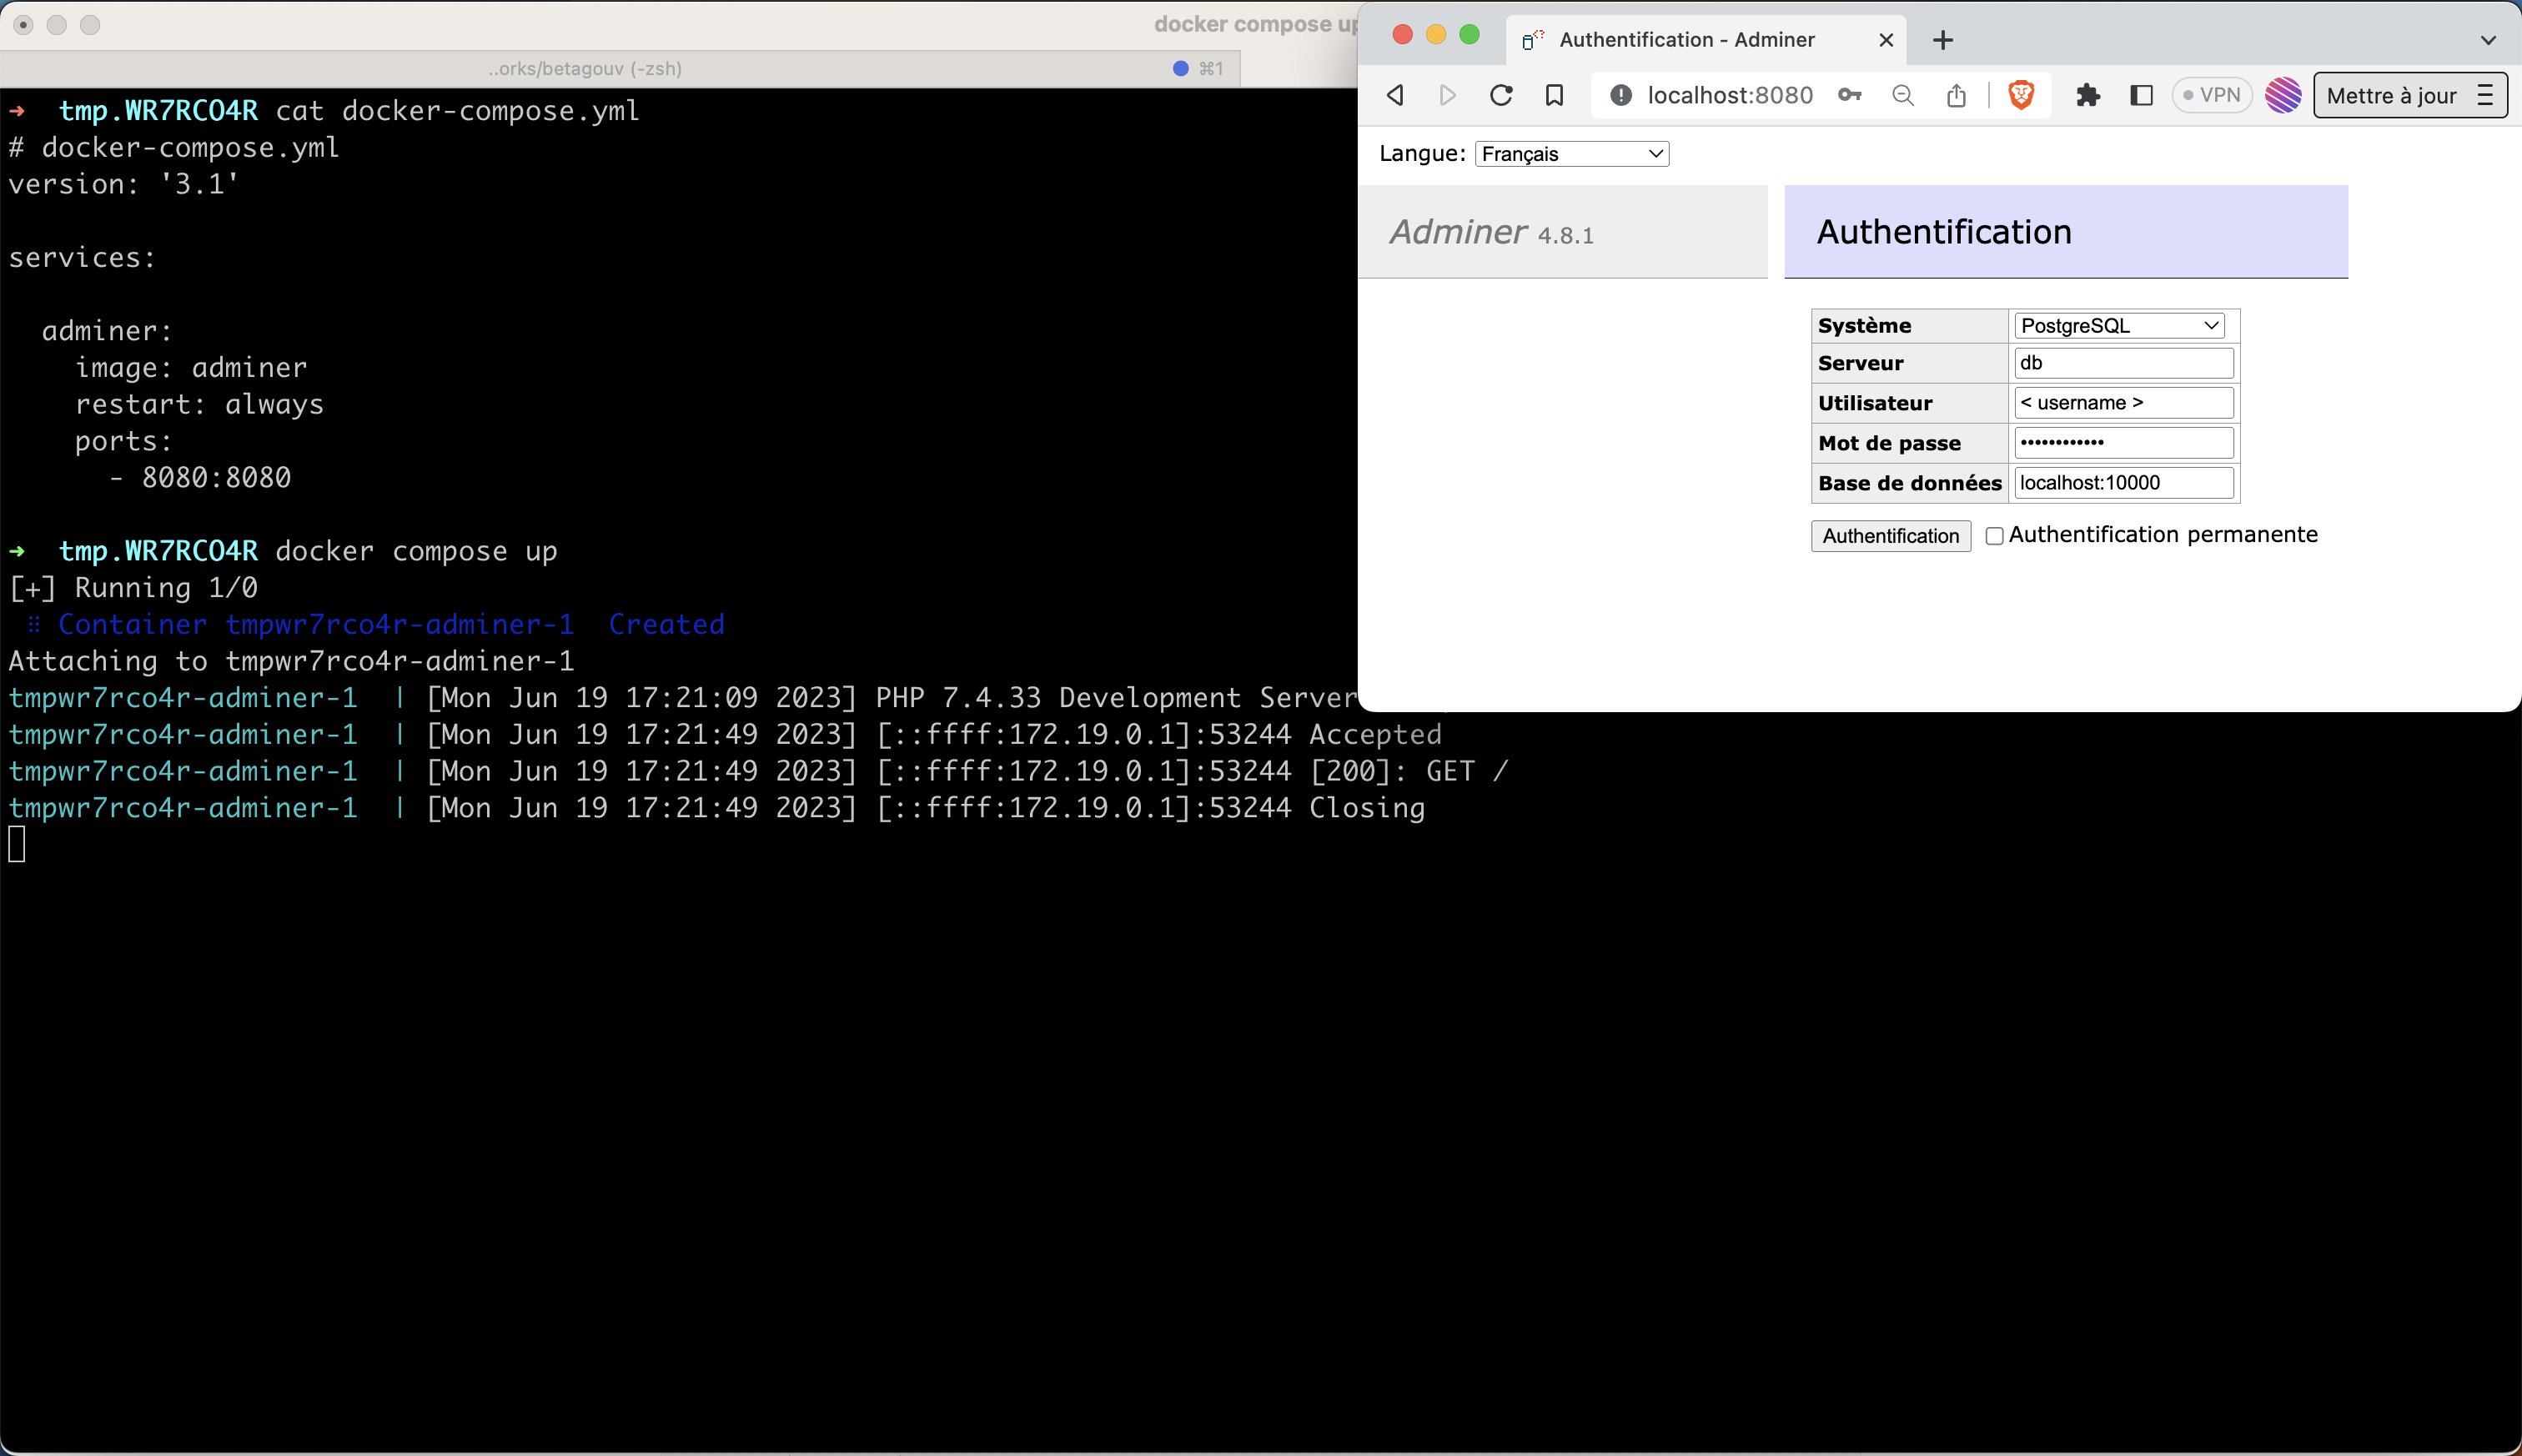 docker compose up
..orks/betagouv (-zsh)
⌘1
➜ tmp.WR7RCO4R cat docker-compose.yml
# docker-compose.yml
version: '3.1'
services:
adminer:
image: adminer
restart: always
ports:
- 8080:8080
➜ tmp.WR7RCO4R docker compose up
[+] Running 1/0
⠿ Container tmpwr7rco4r-adminer-1 Created
Attaching to tmpwr7rco4r-adminer-1
tmpwr7rco4r-adminer-1 | [Mon Jun 19 17:21:09 2023] PHP 7.4.33 Development Server
tmpwr7rco4r-adminer-1 | [Mon Jun 19 17:21:49 2023] [::ffff:172.19.0.1]:53244 Accepted
tmpwr7rco4r-adminer-1 | [Mon Jun 19 17:21:49 2023] [::ffff:172.19.0.1]:53244 [200]: GET /
tmpwr7rco4r-adminer-1 | [Mon Jun 19 17:21:49 2023] [::ffff:172.19.0.1]:53244 Closing
Authentification - Adminer
localhost:8080
VPN
Mettre à jour
Langue: Français
Adminer 4.8.1
Authentification
Système PostgreSQL
Serveur db
Utilisateur < username >
Mot de passe ••••••••••••
Base de données localhost:10000
Authentification Authentification permanente